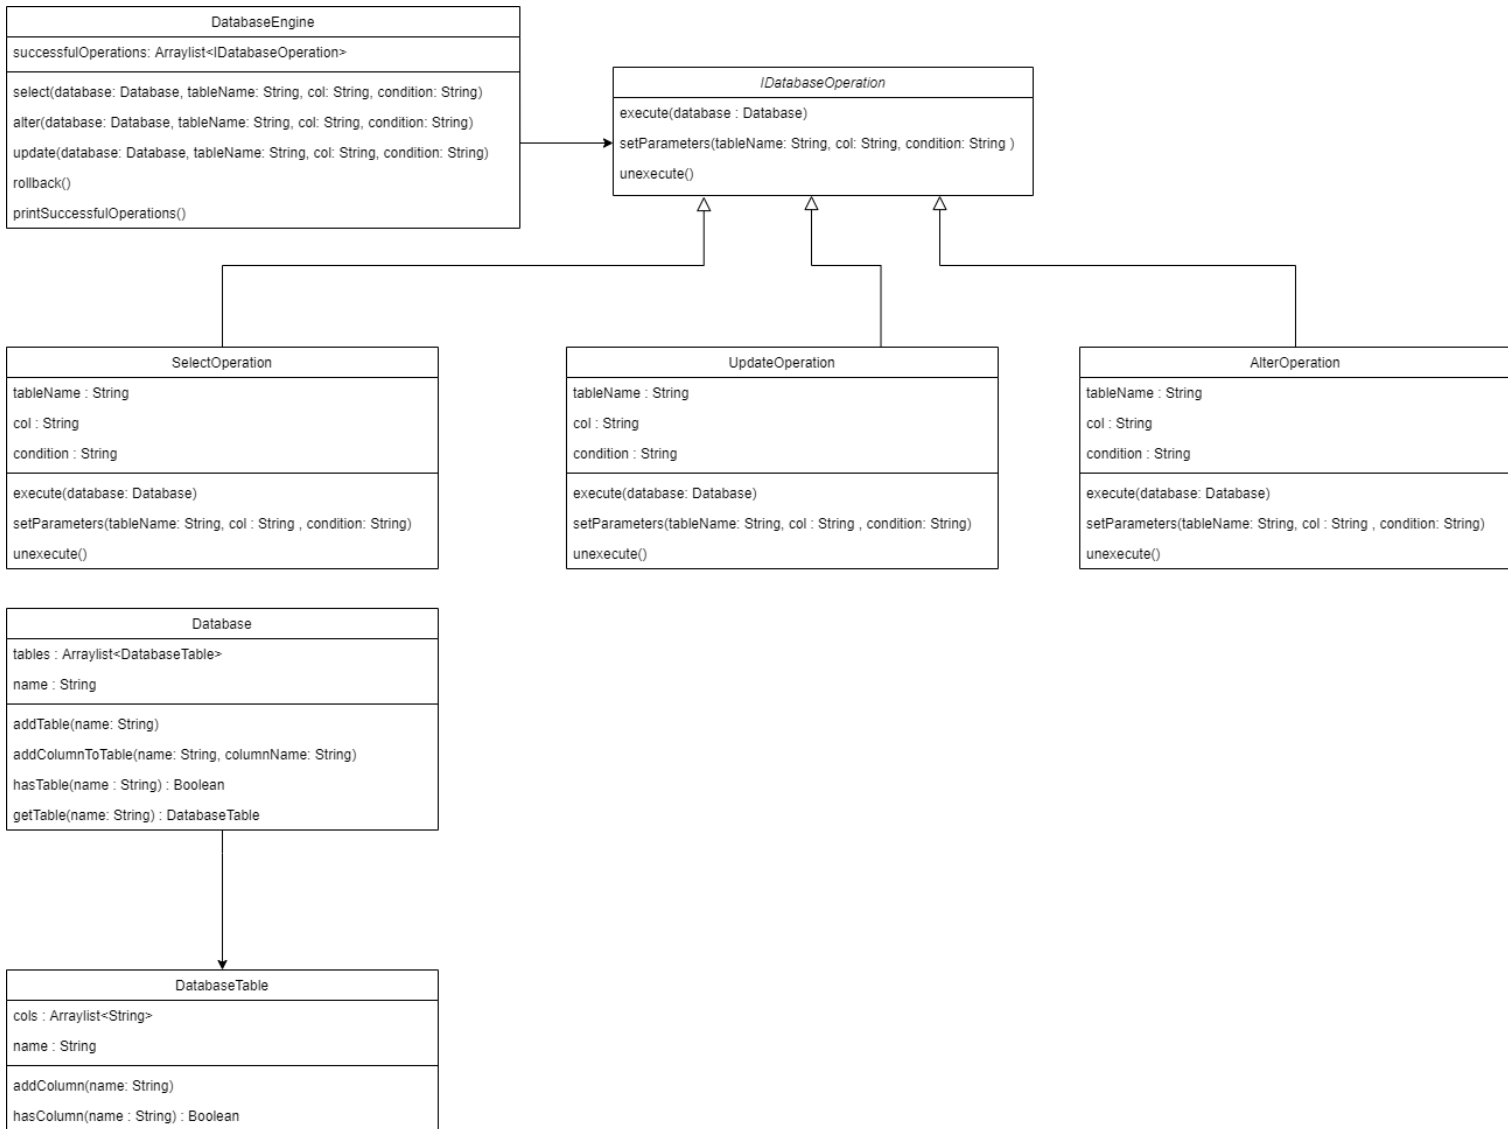 DatabaseEngine
successfulOperations: Arraylist<IDatabaseOperation>
select(database: Database, tableName: String, col: String, condition: String)
alter(database: Database, tableName: String, col: String, condition: String)
update(database: Database, tableName: String, col: String, condition: String)
rollback()
printSuccessfulOperations()
IDatabaseOperation
execute(database : Database)
setParameters(tableName: String, col: String, condition: String )
unexecute()
SelectOperation
tableName : String
col : String
condition : String
execute(database: Database)
setParameters(tableName: String, col : String , condition: String)
unexecute()
UpdateOperation
tableName : String
col : String
condition : String
execute(database: Database)
setParameters(tableName: String, col : String , condition: String)
unexecute()
AlterOperation
tableName : String
col : String
condition : String
execute(database: Database)
setParameters(tableName: String, col : String , condition: String)
unexecute()
Database
tables : Arraylist<DatabaseTable>
name : String
addTable(name: String)
addColumnToTable(name: String, columnName: String)
hasTable(name : String) : Boolean
getTable(name: String) : DatabaseTable
DatabaseTable
cols : Arraylist<String>
name : String
addColumn(name: String)
hasColumn(name : String) : Boolean